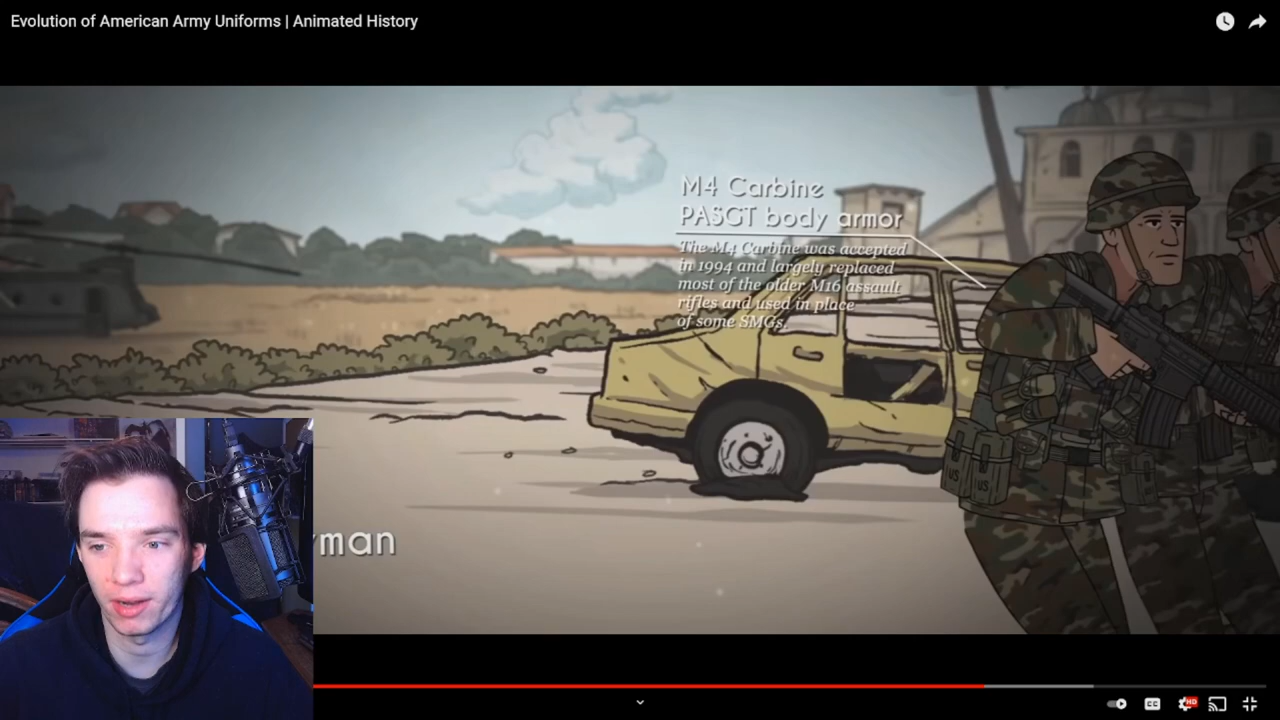 Evolution of American Army Uniforms | Animated History
M4 Carbine
PASGT body armor
The M4 Carbine was accepted
in 1994 and largely replaced
most of the older M16 assault
rifles and used in place
of some SMGs.
US
US
man
CC
HD